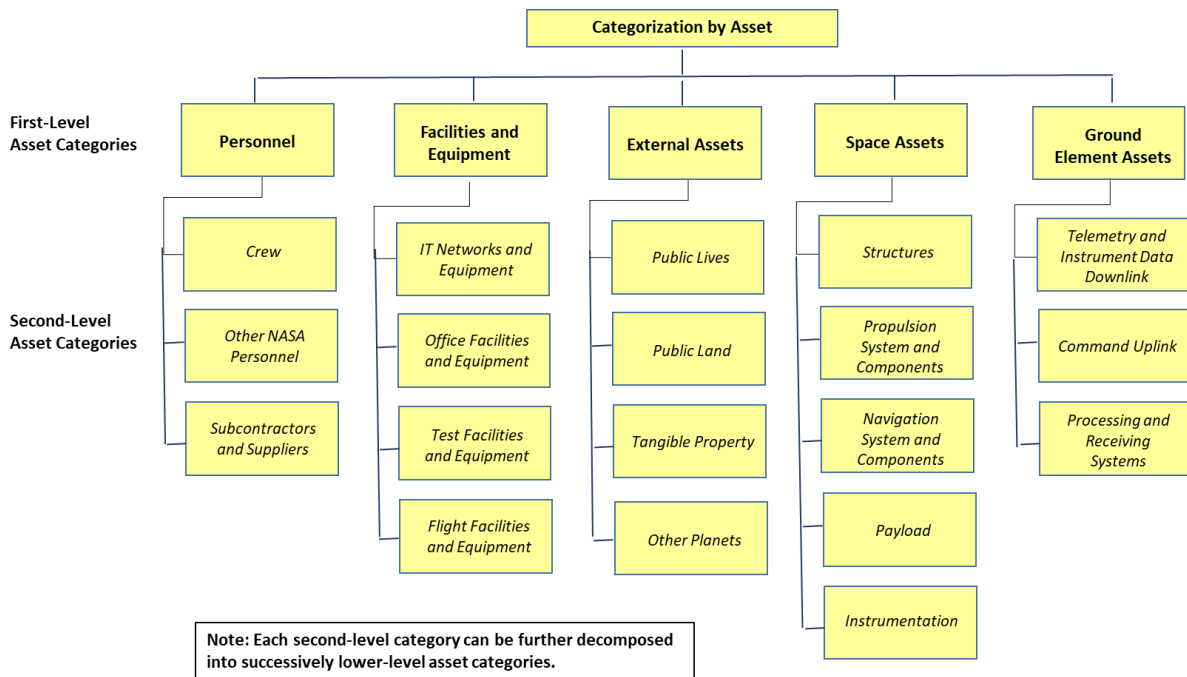 Categorization by Asset
First-Level
Asset Categories
Personnel
Facilities and
Equipment
External Assets
Space Assets
Ground
Element Assets
Second-Level
Asset Categories
Crew
Other NASA
Personnel
Subcontractors
and Suppliers
IT Networks and
Equipment
Office Facilities
and Equipment
Test Facilities
and Equipment
Flight Facilities
and Equipment
Public Lives
Public Land
Tangible Property
Other Planets
Structures
Propulsion
System and
Components
Navigation
System and
Components
Payload
Instrumentation
Telemetry and
Instrument Data
Downlink
Command Uplink
Processing and
Receiving
Systems
Note: Each second-level category can be further decomposed
into successively lower-level asset categories.